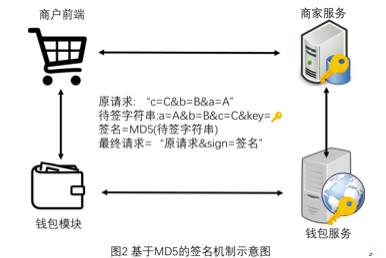 商户前端
商家服务
原请求: “c=C&b=B&a=A”
待签字符串:a=A&b=B&c=C&key=
签名=MD5(待签字符串)
最终请求= “原请求&sign=签名”
钱包模块
钱包服务
图2 基于MD5的签名机制示意图